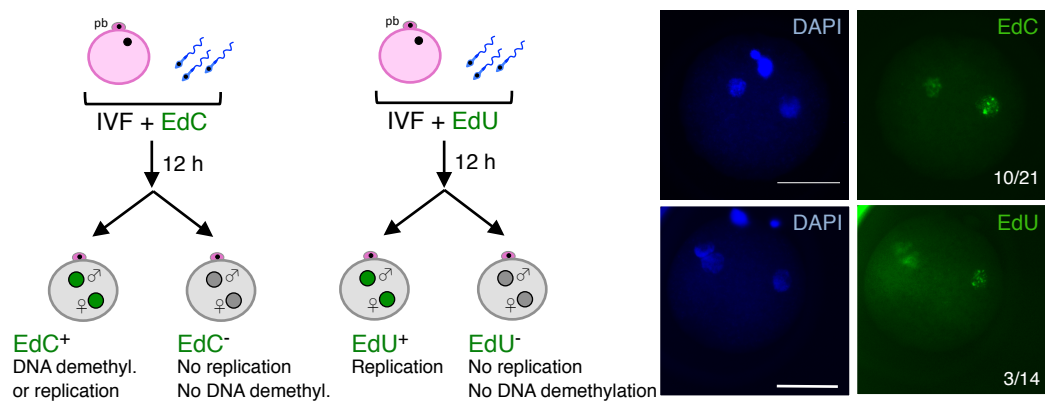 pb
IVF + EdC
12 h
♂
♀
♂
♀
EdC⁺
DNA demethyl.
or replication
EdC⁻
No replication
No DNA demethyl.
pb
IVF + EdU
12 h
♂
♀
♂
♀
EdU⁺
Replication
EdU⁻
No replication
No DNA demethylation
DAPI
EdC
10/21
DAPI
EdU
3/14